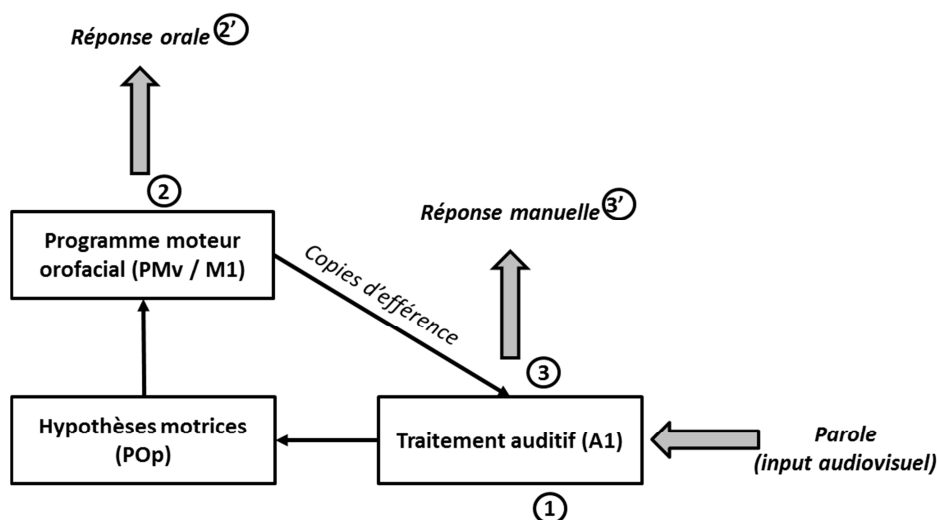 Réponse orale 2’
2
Réponse manuelle 3’
Programme moteur
orofacial (PMv / M1)
Copies d’efférence
3
Hypothèses motrices
(POp)
Traitement auditif (A1)
Parole
(input audiovisuel)
1